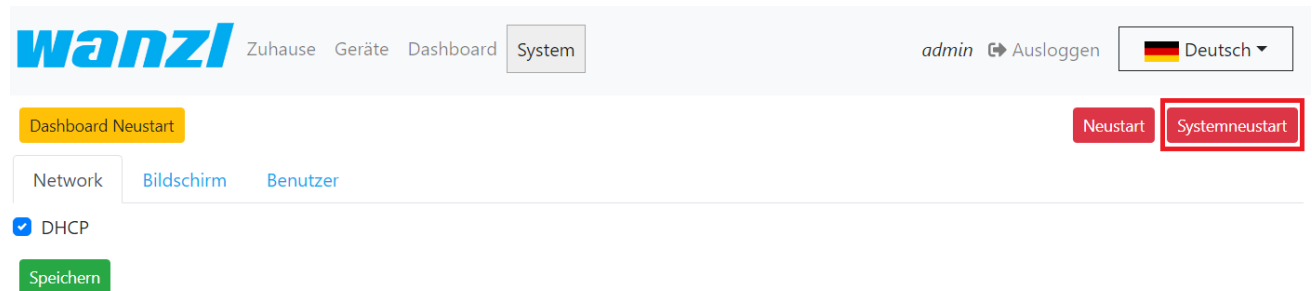 wanzl Zuhause Geräte Dashboard System admin Ausloggen Deutsch
Dashboard Neustart Neustart Systemneustart
Network Bildschirm Benutzer
DHCP
Speichern